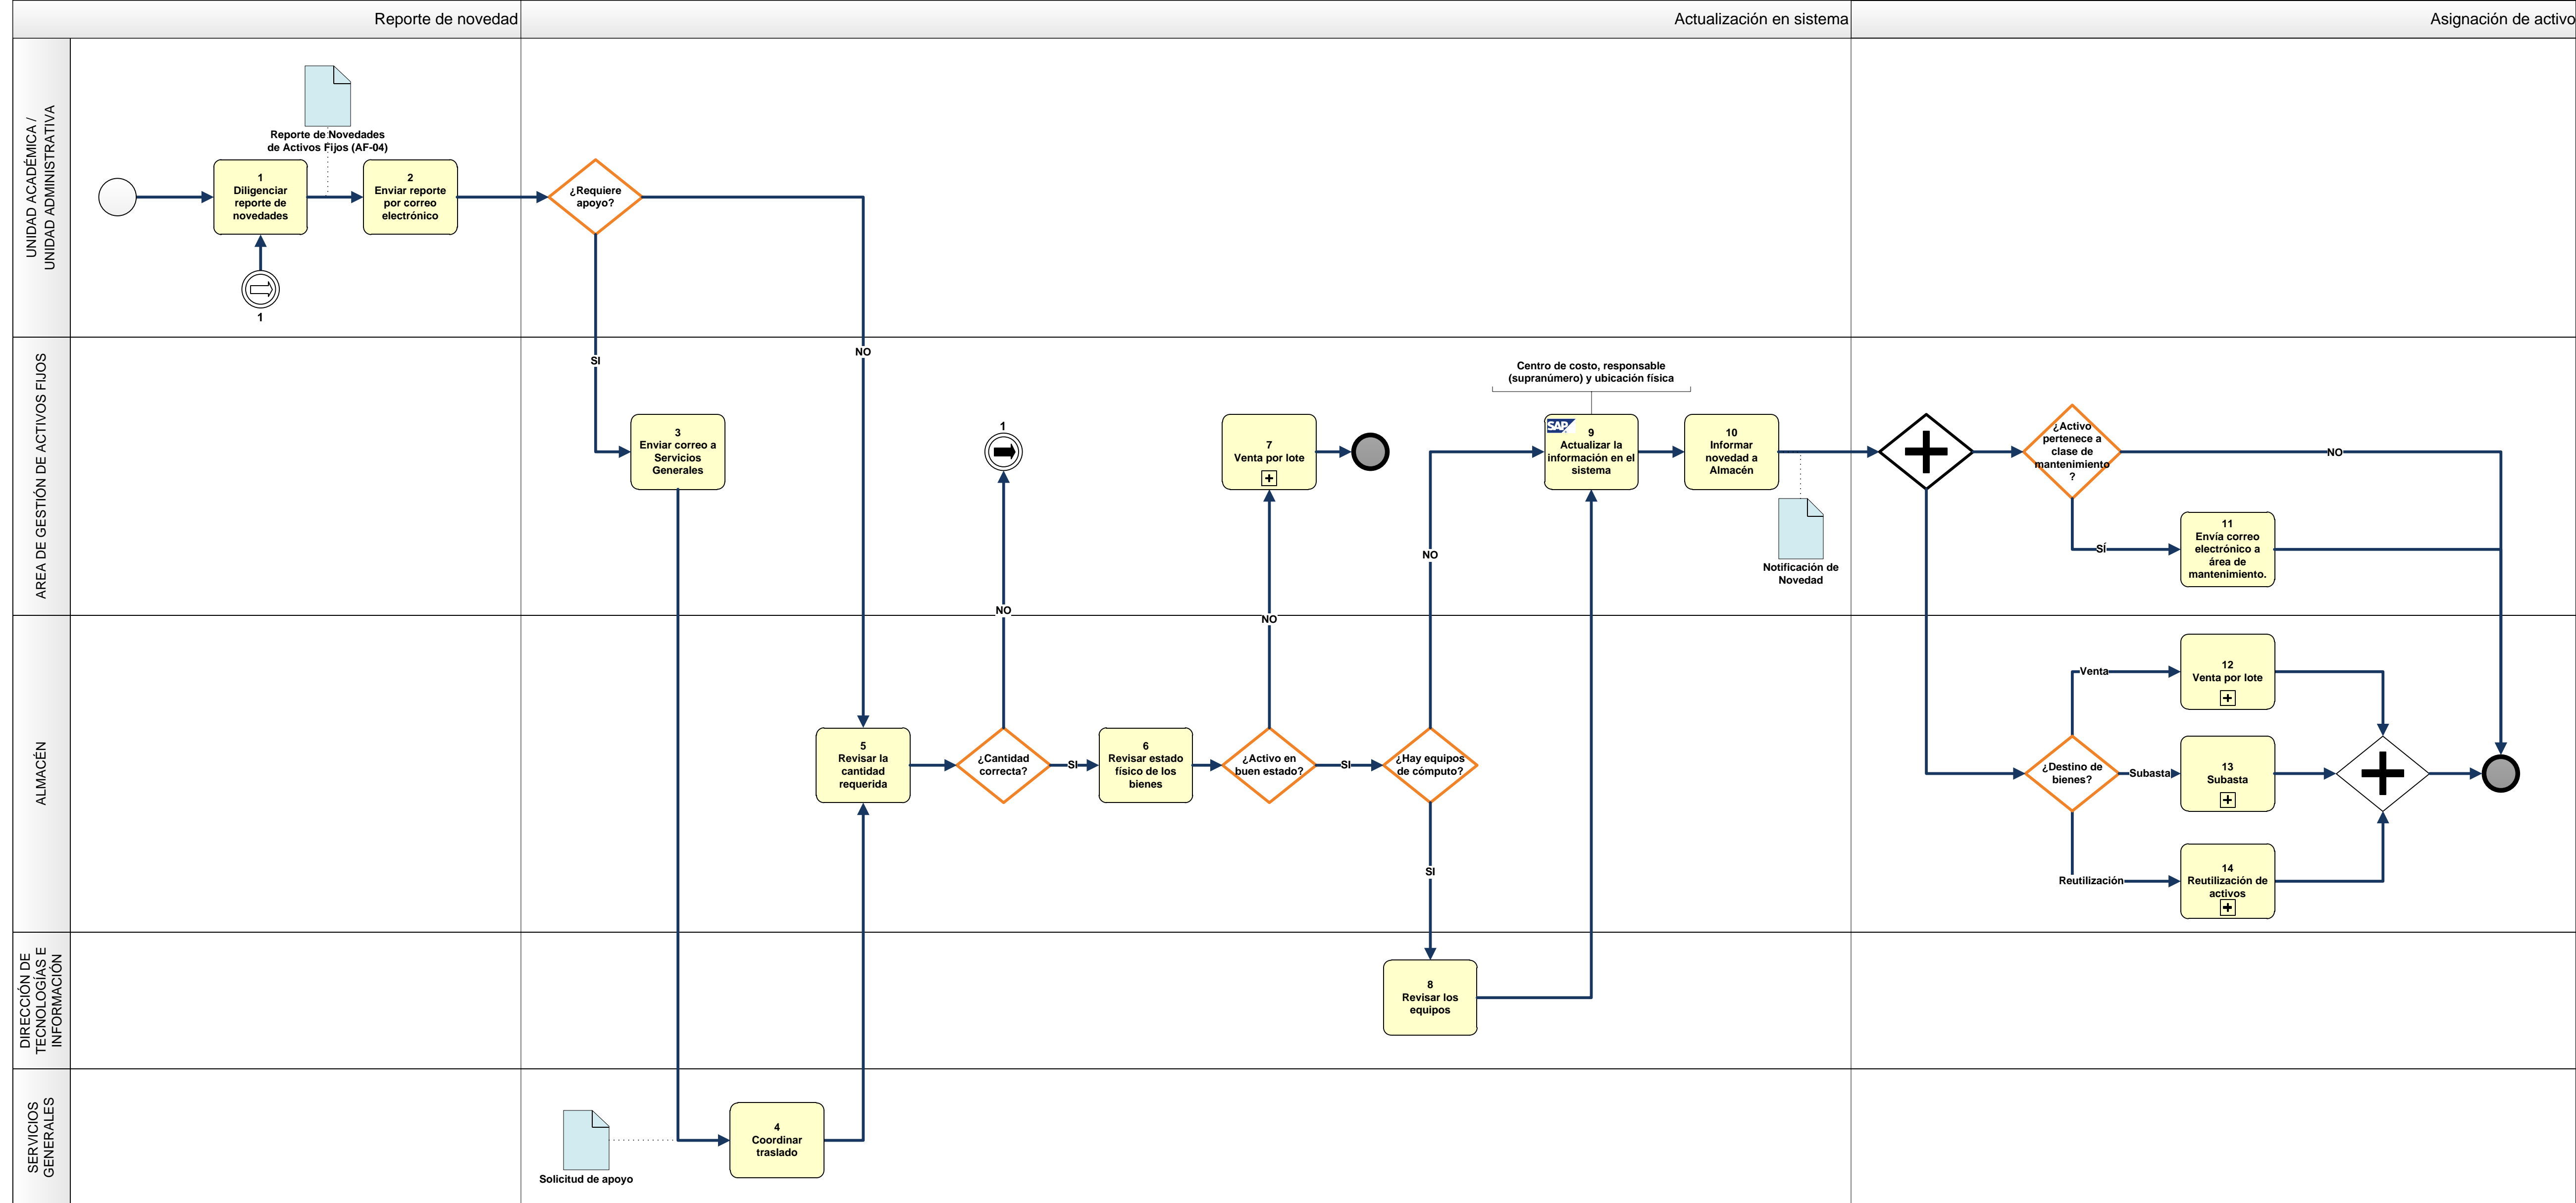 Reporte de novedad
Actualización en sistema
Asignación de activo
UNIDAD ACADÉMICA /
UNIDAD ADMINISTRATIVA
Reporte de Novedades
de Activos Fijos (AF-04)
1
Diligenciar
reporte de
novedades
2
Enviar reporte
por correo
electrónico
¿Requiere
apoyo?
1
SI
NO
AREA DE GESTIÓN DE ACTIVOS FIJOS
3
Enviar correo a
Servicios
Generales
1
NO
7
Venta por lote
NO
Centro de costo, responsable
(supranúmero) y ubicación física
SAP
9
Actualizar la
información en el
sistema
10
Informar
novedad a
Almacén
NO
Notificación de
Novedad
¿Activo
pertenece a
clase de
mantenimiento
?
NO
SÍ
11
Envía correo
electrónico a
área de
mantenimiento.
ALMACÉN
5
Revisar la
cantidad
requerida
¿Cantidad
correcta?
SI
6
Revisar estado
físico de los
bienes
¿Activo en
buen estado?
SI
¿Hay equipos
de cómputo?
SI
¿Destino de
bienes?
Venta
12
Venta por lote
Subasta
13
Subasta
Reutilización
14
Reutilización de
activos
DIRECCIÓN DE
TECNOLOGÍAS E
INFORMACIÓN
8
Revisar los
equipos
SERVICIOS
GENERALES
Solicitud de apoyo
4
Coordinar
traslado